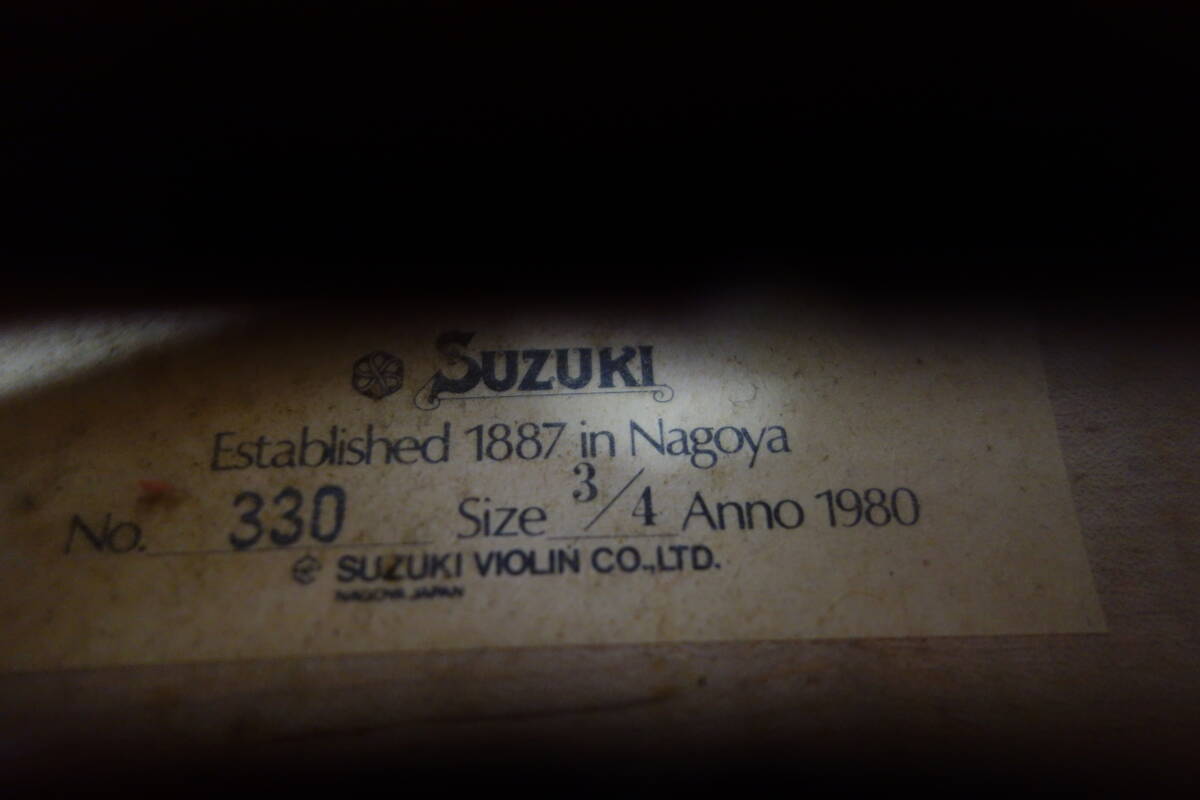 SUZUKI
Established 1887 in Nagoya
No. 330 Size 3/4 Anno 1980
SUZUKI VIOLIN CO.,LTD.
NAGOYA JAPAN